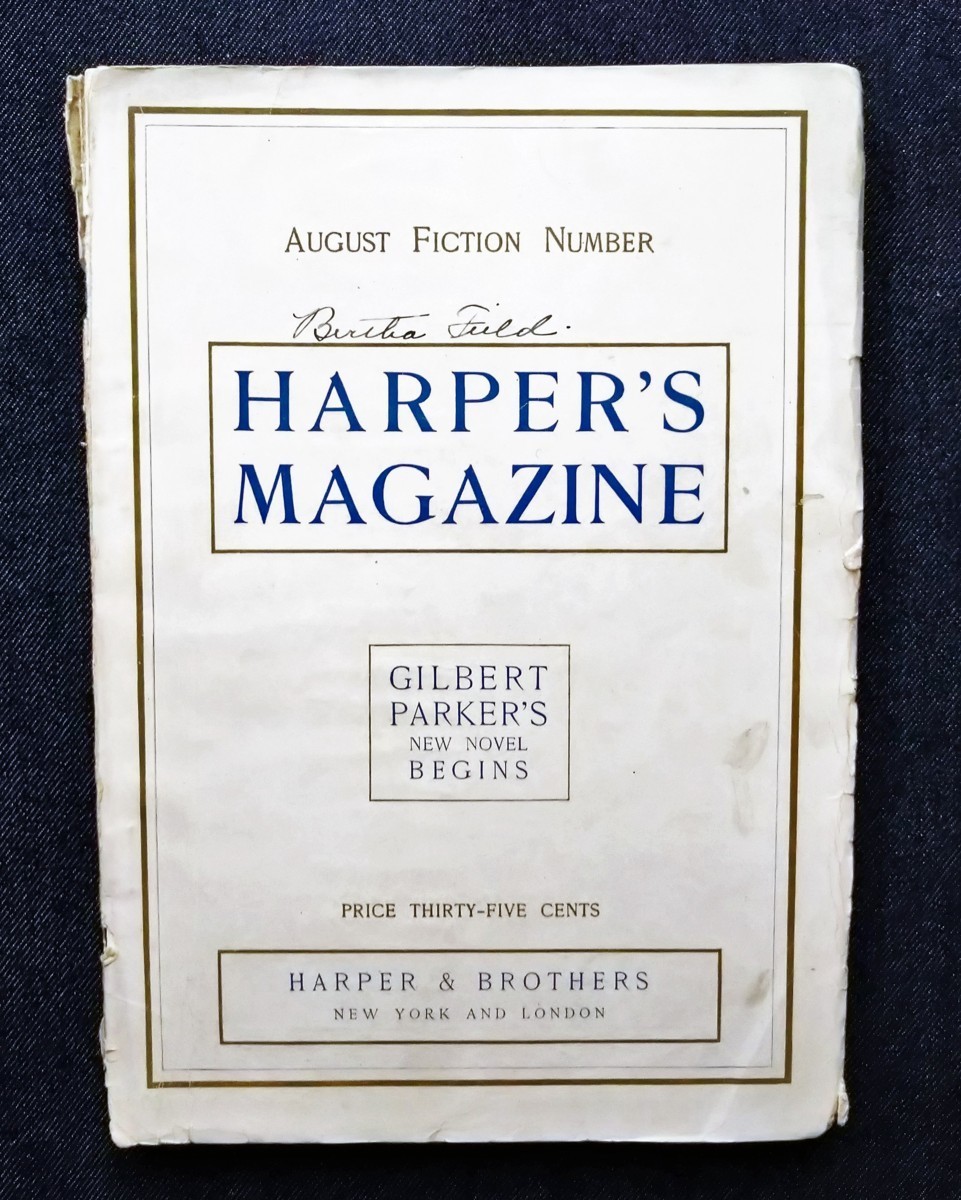 AUGUST FICTION NUMBER
Bertha Field.
HARPER'S
MAGAZINE
GILBERT
PARKER'S
NEW NOVEL
BEGINS
PRICE THIRTY-FIVE CENTS
HARPER & BROTHERS
NEW YORK AND LONDON